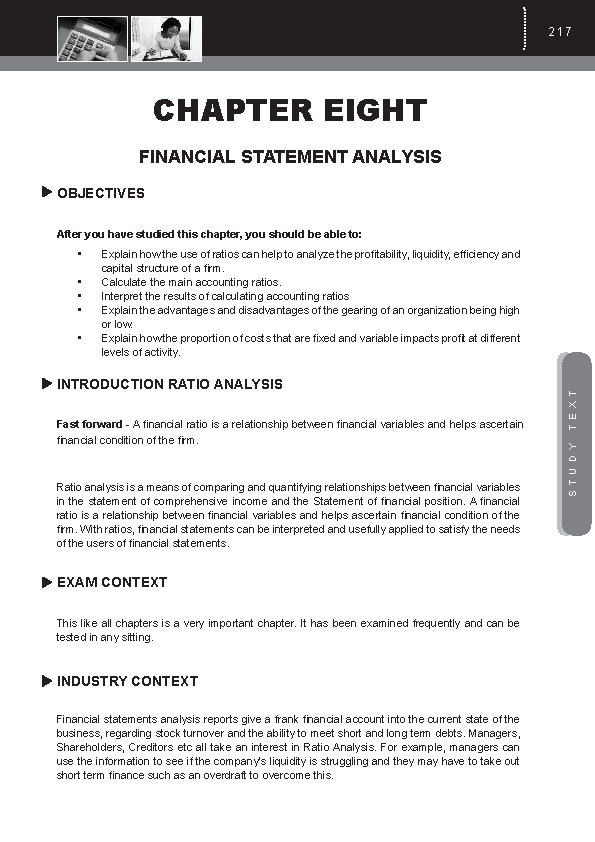 217
CHAPTER EIGHT
FINANCIAL STATEMENT ANALYSIS
OBJECTIVES
After you have studied this chapter, you should be able to:
• Explain how the use of ratios can help to analyze the profitability, liquidity, efficiency and
capital structure of a firm.
• Calculate the main accounting ratios.
• Interpret the results of calculating accounting ratios
• Explain the advantages and disadvantages of the gearing of an organization being high
or low.
• Explain how the proportion of costs that are fixed and variable impacts profit at different
levels of activity.
INTRODUCTION RATIO ANALYSIS
Fast forward - A financial ratio is a relationship between financial variables and helps ascertain
financial condition of the firm.
Ratio analysis is a means of comparing and quantifying relationships between financial variables
in the statement of comprehensive income and the Statement of financial position. A financial
ratio is a relationship between financial variables and helps ascertain financial condition of the
firm. With ratios, financial statements can be interpreted and usefully applied to satisfy the needs
of the users of financial statements.
EXAM CONTEXT
This like all chapters is a very important chapter. It has been examined frequently and can be
tested in any sitting.
INDUSTRY CONTEXT
Financial statements analysis reports give a frank financial account into the current state of the
business, regarding stock turnover and the ability to meet short and long term debts. Managers,
Shareholders, Creditors etc all take an interest in Ratio Analysis. For example, managers can
use the information to see if the company's liquidity is struggling and they may have to take out
short term finance such as an overdraft to overcome this.
STUDY TEXT